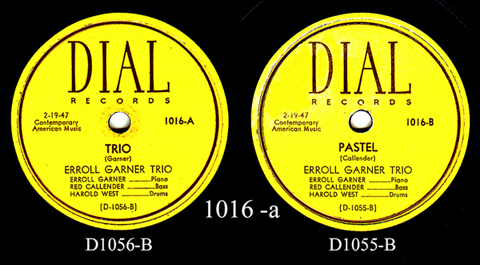 DIAL
RECORDS
2-19-47
Contemporary
American Music
1016-A
TRIO
(Garner)
ERROLL GARNER TRIO
ERROLL GARNER ........... Piano
RED CALLENDER ........... Bass
HAROLD WEST ........... Drums
(D-1056-B)
D1056-B
DIAL
RECORDS
2-19-47
Contemporary
American Music
1016-B
PASTEL
(Callender)
ERROLL GARNER TRIO
ERROLL GARNER ........... Piano
RED CALLENDER ........... Bass
HAROLD WEST ........... Drums
(D-1055-B)
D1055-B
1016 -a